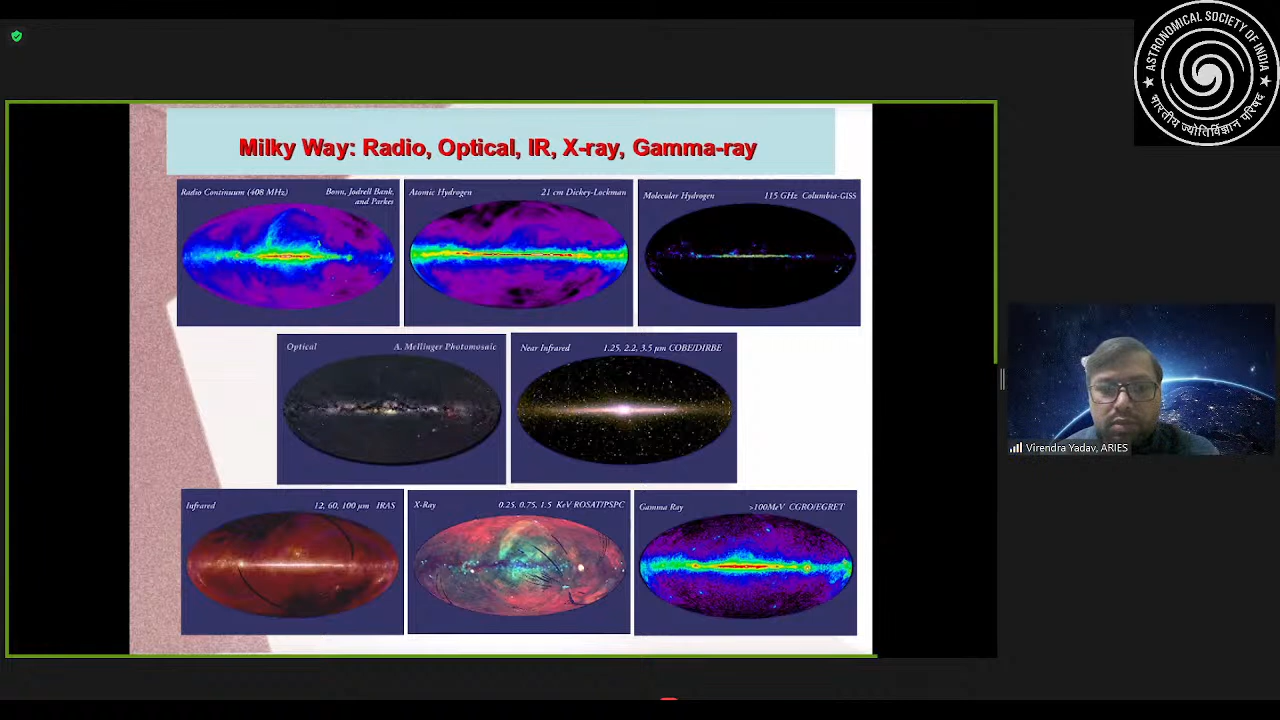 ASTRONOMICAL SOCIETY OF INDIA
भारतीय ज्योतिर्विज्ञान परिषद
Milky Way: Radio, Optical, IR, X-ray, Gamma-ray
Radio Continuum (408 MHz) Bonn, Jodrell Bank,
and Parkes
Atomic Hydrogen 21 cm Dickey-Lockman
Molecular Hydrogen 115 GHz Columbia-GISS
Optical A. Mellinger Photomosaic
Near Infrared 1.25, 2.2, 3.5 µm COBE/DIRBE
Infrared 12, 60, 100 µm IRAS
X-Ray 0.25, 0.75, 1.5 KeV ROSAT/PSPC
Gamma Ray >100MeV CGRO/EGRET
Virendra Yadav, ARIES